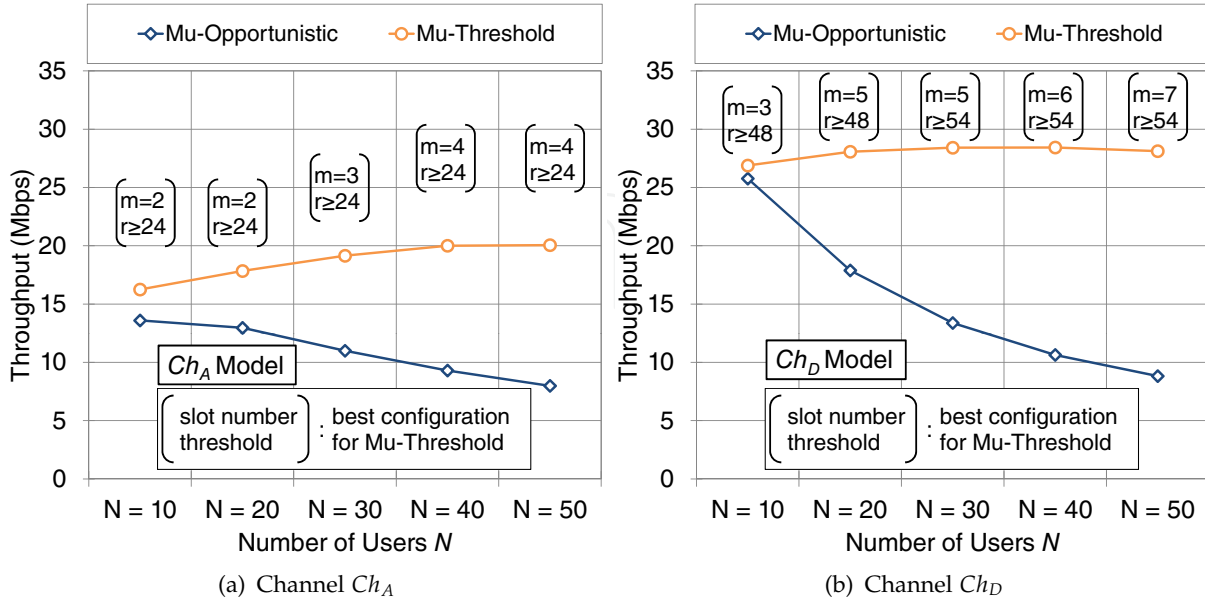 Mu-Opportunistic Mu-Threshold
Throughput (Mbps)
35
30
25
20
15
10
5
0
m=2
r≥24
m=2
r≥24
m=3
r≥24
m=4
r≥24
m=4
r≥24
Ch_A Model
slot number
threshold
: best configuration
for Mu-Threshold
N = 10 N = 20 N = 30 N = 40 N = 50
Number of Users N
(a) Channel Ch_A
Mu-Opportunistic Mu-Threshold
Throughput (Mbps)
35
30
25
20
15
10
5
0
m=3
r≥48
m=5
r≥48
m=5
r≥54
m=6
r≥54
m=7
r≥54
Ch_D Model
slot number
threshold
: best configuration
for Mu-Threshold
N = 10 N = 20 N = 30 N = 40 N = 50
Number of Users N
(b) Channel Ch_D